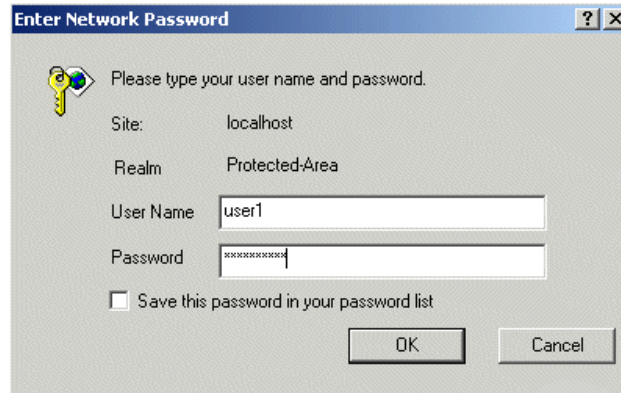 Enter Network Password
Please type your user name and password.
Site: localhost
Realm Protected-Area
User Name user1
Password **********
Save this password in your password list
OK Cancel